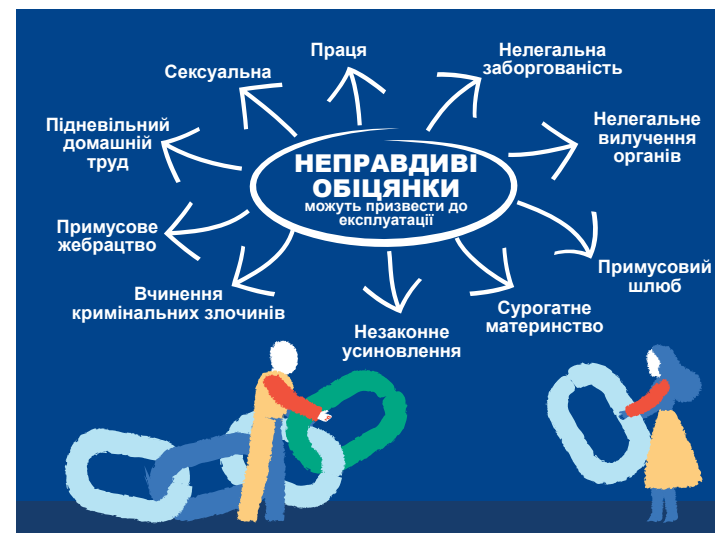 Праця
Нелегальна
заборгованість
Сексуальна
Підневільний
домашній
труд
Нелегальне
вилучення
органів
НЕПРАВДИВІ
ОБІЦЯНКИ
можуть призвести до
експлуатації
Примусове
жебрацтво
Примусовий
шлюб
Вчинення
кримінальних злочинів
Сурогатне
материнство
Незаконне
усиновлення